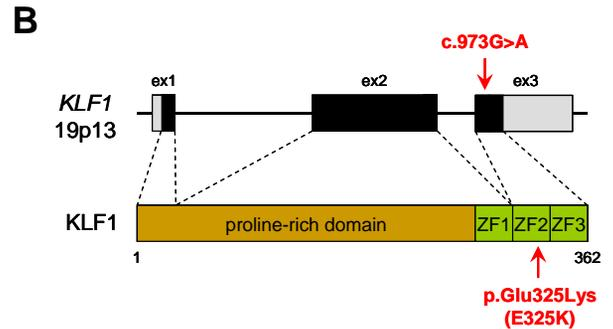 B
c.973G>A
ex1
ex2
ex3
KLF1
19p13
KLF1
proline-rich domain
ZF1
ZF2
ZF3
1
362
p.Glu325Lys
(E325K)